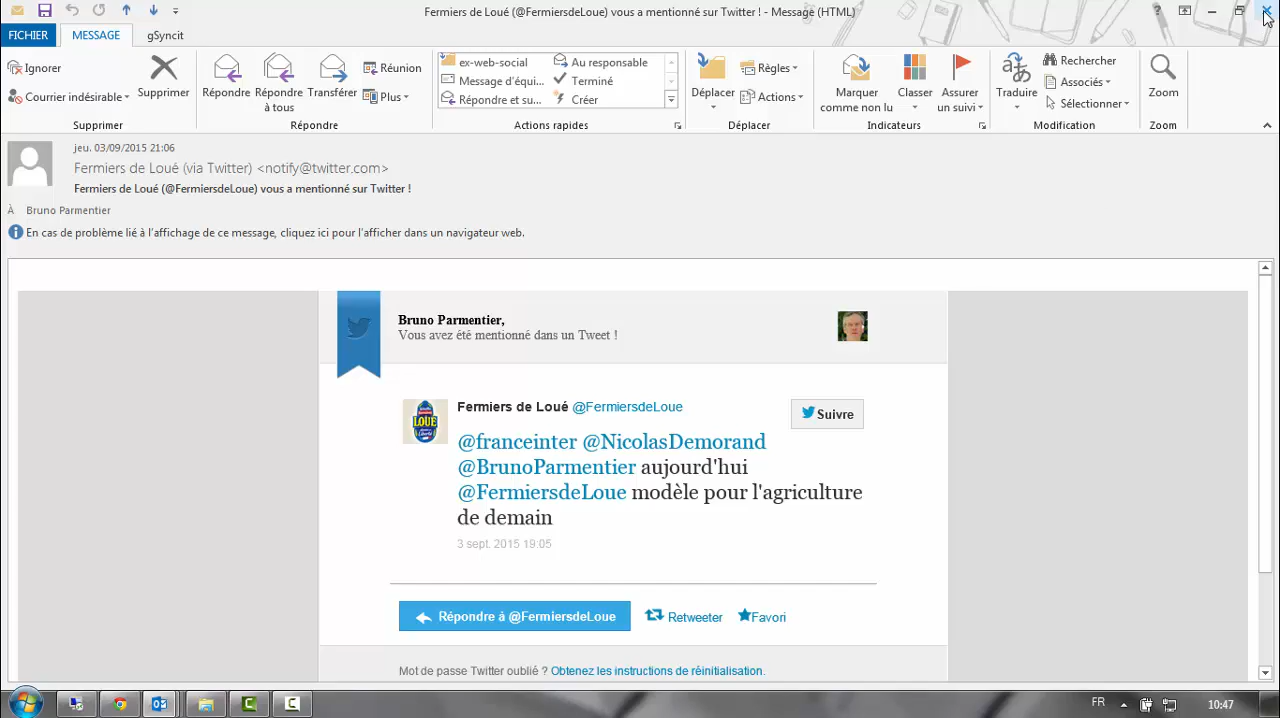 Fermiers de Loué (@FermiersdeLoue) vous a mentionné sur Twitter ! - Message (HTML)
FICHIER MESSAGE gSyncit
Ignorer
Courrier indésirable
Supprimer
Supprimer
Répondre
Répondre à tous
Transférer
Réunion
Plus
Répondre
ex-web-social
Message d'équi...
Répondre et su...
Au responsable
Terminé
Créer
Actions rapides
Déplacer
Règles
Actions
Déplacer
Marquer comme non lu
Classer
Assurer un suivi
Indicateurs
Traduire
Rechercher
Associés
Sélectionner
Modification
Zoom
Zoom
jeu. 03/09/2015 21:06
Fermiers de Loué (via Twitter) <notify@twitter.com>
Fermiers de Loué (@FermiersdeLoue) vous a mentionné sur Twitter !
À Bruno Parmentier
En cas de problème lié à l'affichage de ce message, cliquez ici pour l'afficher dans un navigateur web.
Bruno Parmentier,
Vous avez été mentionné dans un Tweet !
LOUÉ
Fermiers de Loué @FermiersdeLoue
Suivre
@franceinter @NicolasDemorand
@BrunoParmentier aujourd'hui
@FermiersdeLoue modèle pour l'agriculture
de demain
3 sept. 2015 19:05
Répondre à @FermiersdeLoue Retweeter Favori
Mot de passe Twitter oublié ? Obtenez les instructions de réinitialisation.
FR 10:47